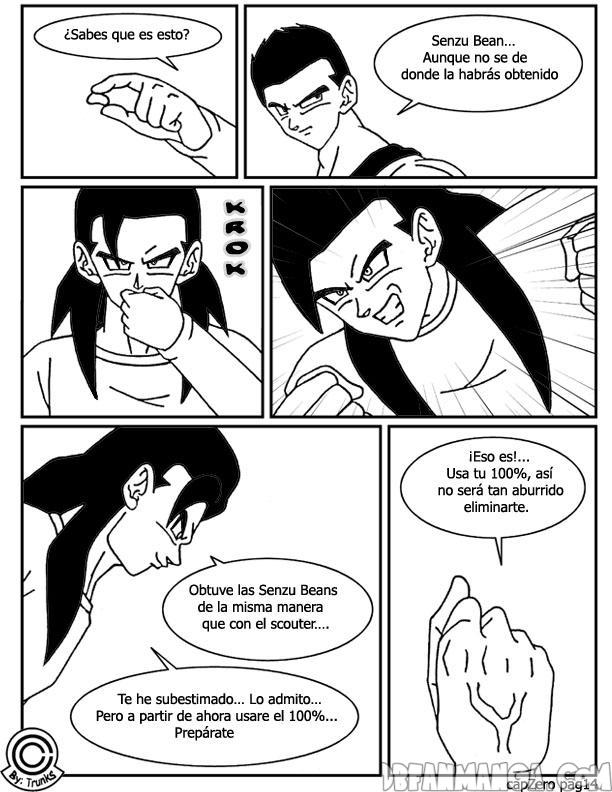 ¿Sabes que es esto?
Senzu Bean...
Aunque no se de
donde la habrás obtenido
KROK
Obtuve las Senzu Beans
de la misma manera
que con el scouter....
Te he subestimado... Lo admito...
Pero a partir de ahora usare el 100%...
Prepárate
¡Eso es!...
Usa tu 100%, así
no será tan aburrido
eliminarte.
By: Trunks
DBFANMANGA.COM
capZero pag14